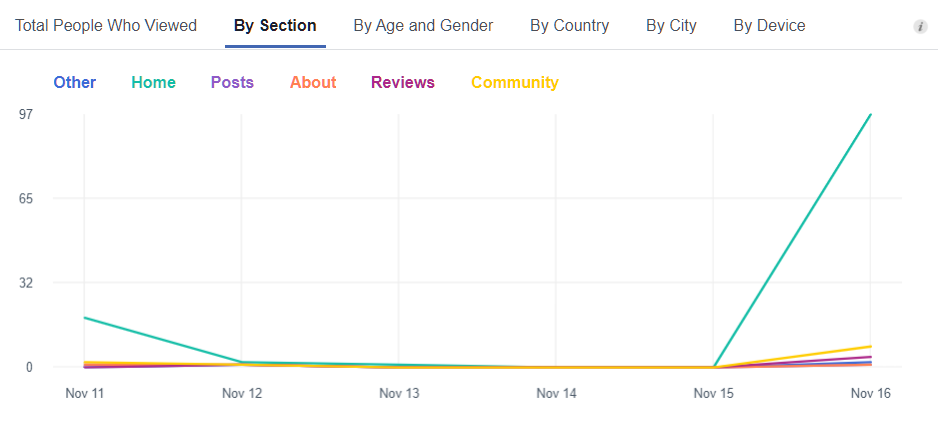 Total People Who Viewed By Section By Age and Gender By Country By City By Device i
Other Home Posts About Reviews Community
97
65
32
0
Nov 11 Nov 12 Nov 13 Nov 14 Nov 15 Nov 16